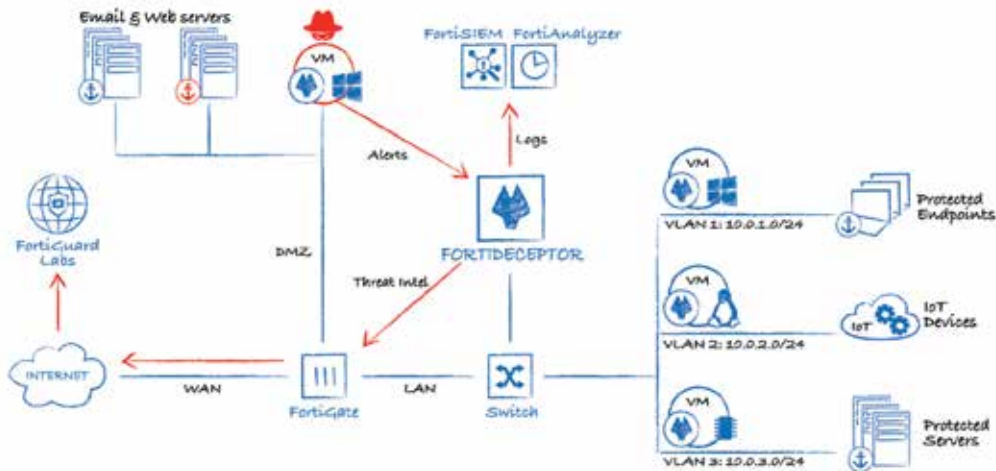 Email & Web servers
VM
FortiSIEM FortiAnalyzer
Alerts
Logs
VM
VLAN 1: 10.0.1.0/24
Protected
Endpoints
FortiGuard
Labs
DMZ
FORTIDECEPTOR
Threat Intel
VM
VLAN 2: 10.0.2.0/24
IoT
IoT
Devices
INTERNET
WAN
FortiGate
LAN
Switch
VM
VLAN 3: 10.0.3.0/24
Protected
Servers